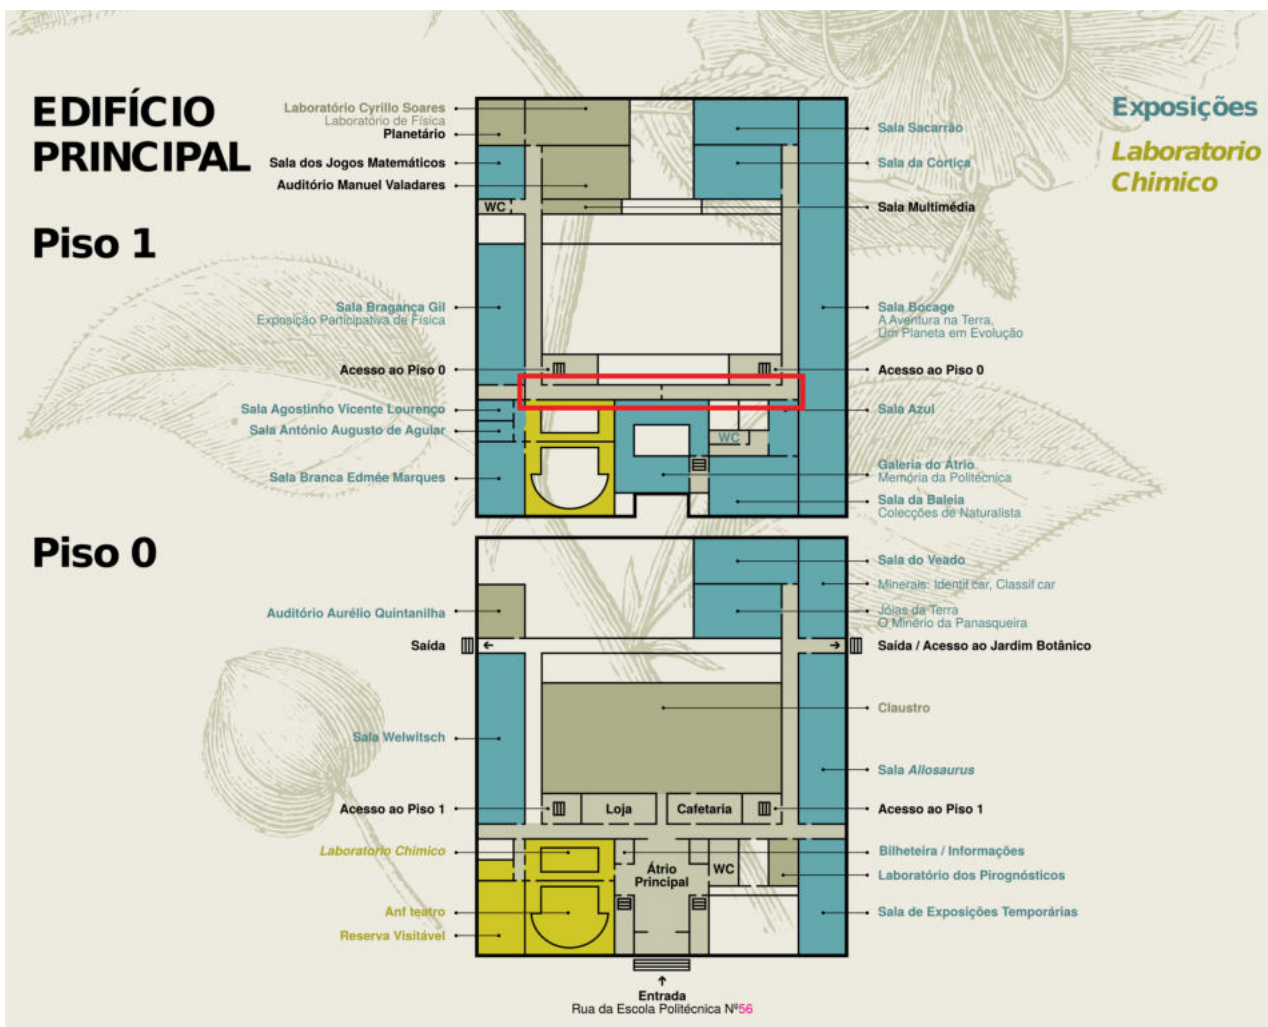 EDIFÍCIO
PRINCIPAL
Piso 1
Laboratório Cyrillo Soares
Laboratório de Física
Planetário
Sala dos Jogos Matemáticos
Auditório Manuel Valadares
WC
Sala Bragança Gil
Exposição Participativa de Física
Acesso ao Piso 0
Sala Agostinho Vicente Lourenço
Sala António Augusto de Aguiar
Sala Branca Edmée Marques
Exposições
Laboratorio
Chimico
Sala Sacarrão
Sala da Cortiça
Sala Multimédia
Sala Bocage
A Aventura na Terra,
Um Planeta em Evolução
Acesso ao Piso 0
Sala Azul
WC
Galeria do Átrio
Memória da Politécnica
Sala da Baleia
Colecções de Naturalista
Piso 0
Auditório Aurélio Quintanilha
Saída
Sala Welwitsch
Acesso ao Piso 1
Laboratorio Chimico
Anf teatro
Reserva Visitável
Loja
Cafetaria
Átrio
Principal
WC
Sala do Veado
Minerais: Identif car, Classif car
Jóias da Terra
O Minério da Panasqueira
Saída / Acesso ao Jardim Botânico
Claustro
Sala Allosaurus
Acesso ao Piso 1
Bilheteira / Informações
Laboratório dos Pirognósticos
Sala de Exposições Temporárias
Entrada
Rua da Escola Politécnica Nº56